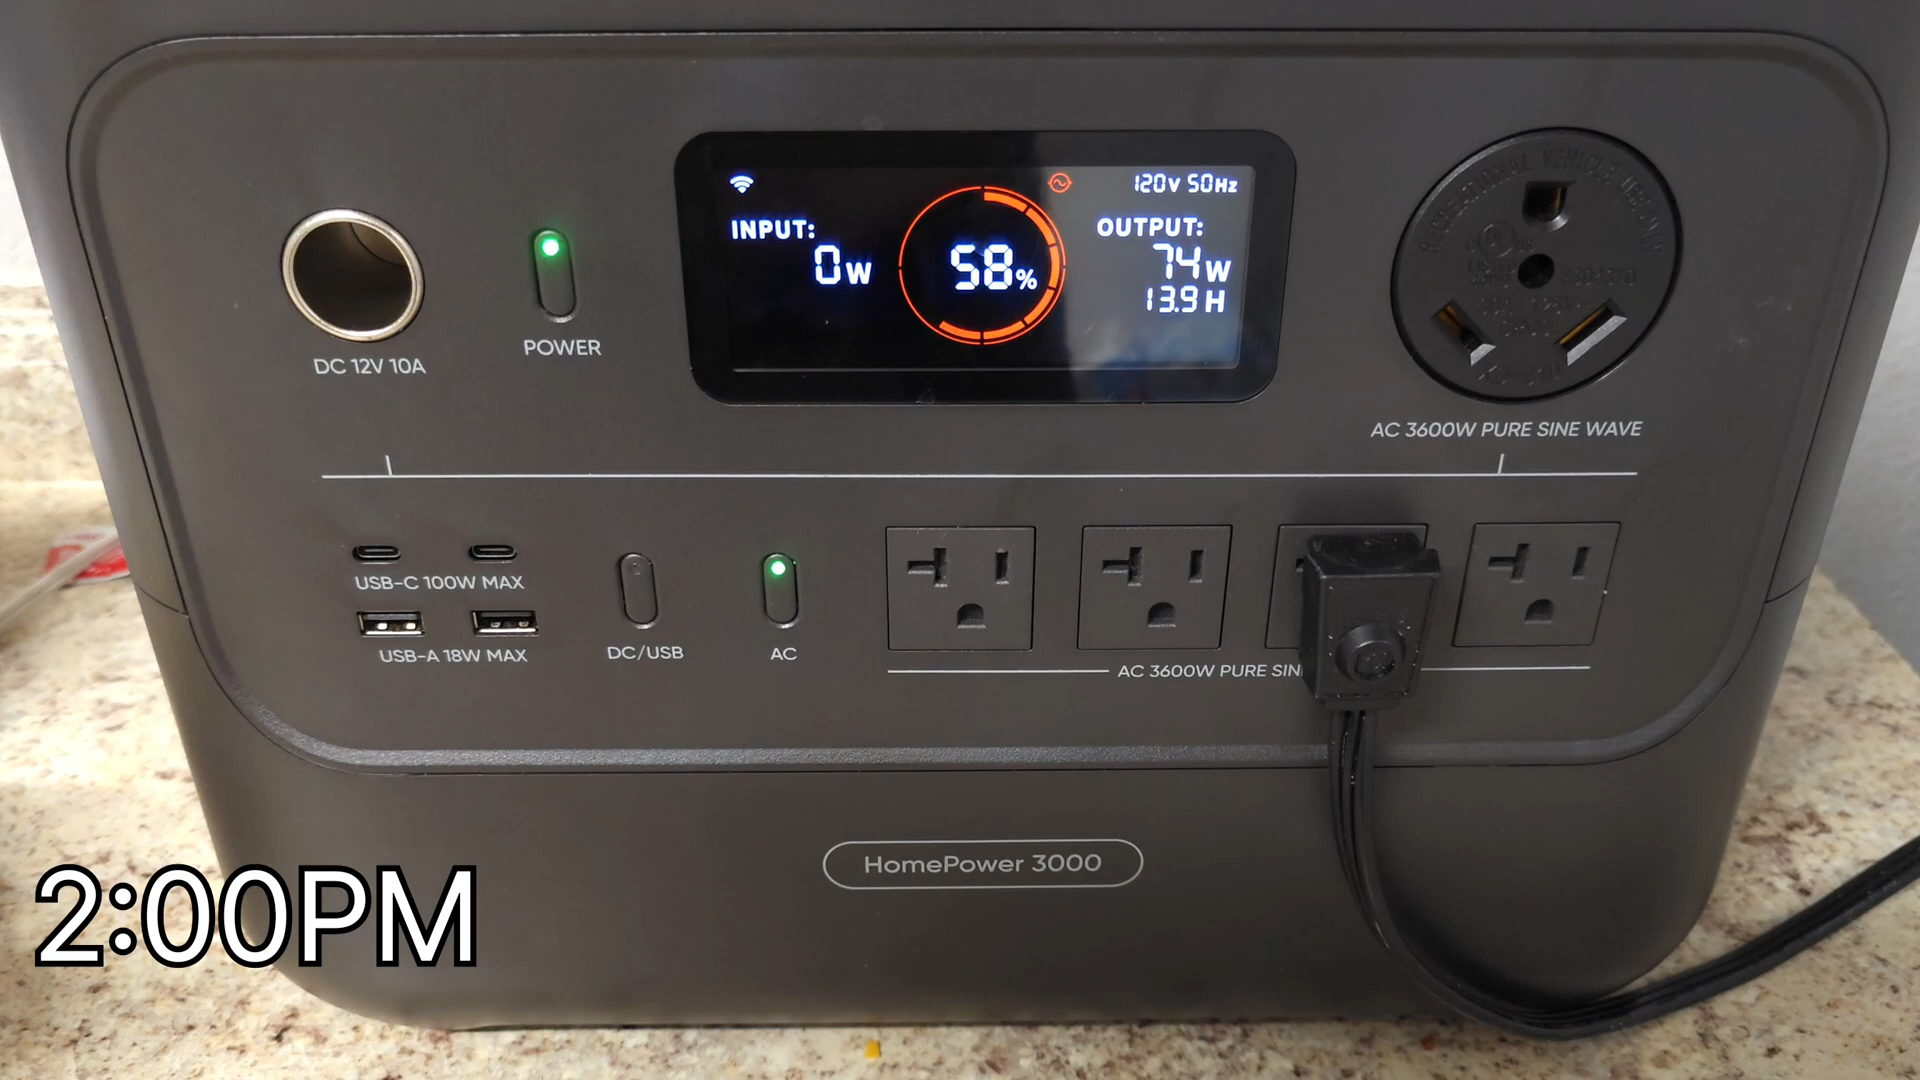 120V 50Hz
INPUT:
0W
58%
OUTPUT:
74W
13.9H
DC 12V 10A
POWER
AC 3600W PURE SINE WAVE
USB-C 100W MAX
USB-A 18W MAX
DC/USB
AC
AC 3600W PURE SIN
HomePower 3000
2:00PM